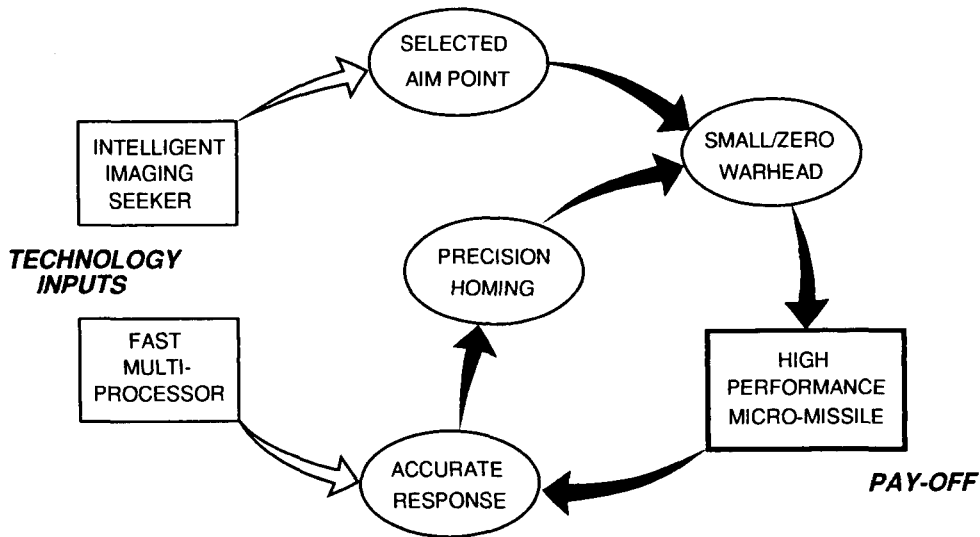 SELECTED
AIM POINT
INTELLIGENT
IMAGING
SEEKER
SMALL/ZERO
WARHEAD
TECHNOLOGY
INPUTS
PRECISION
HOMING
FAST
MULTI-
PROCESSOR
HIGH
PERFORMANCE
MICRO-MISSILE
ACCURATE
RESPONSE
PAY-OFF